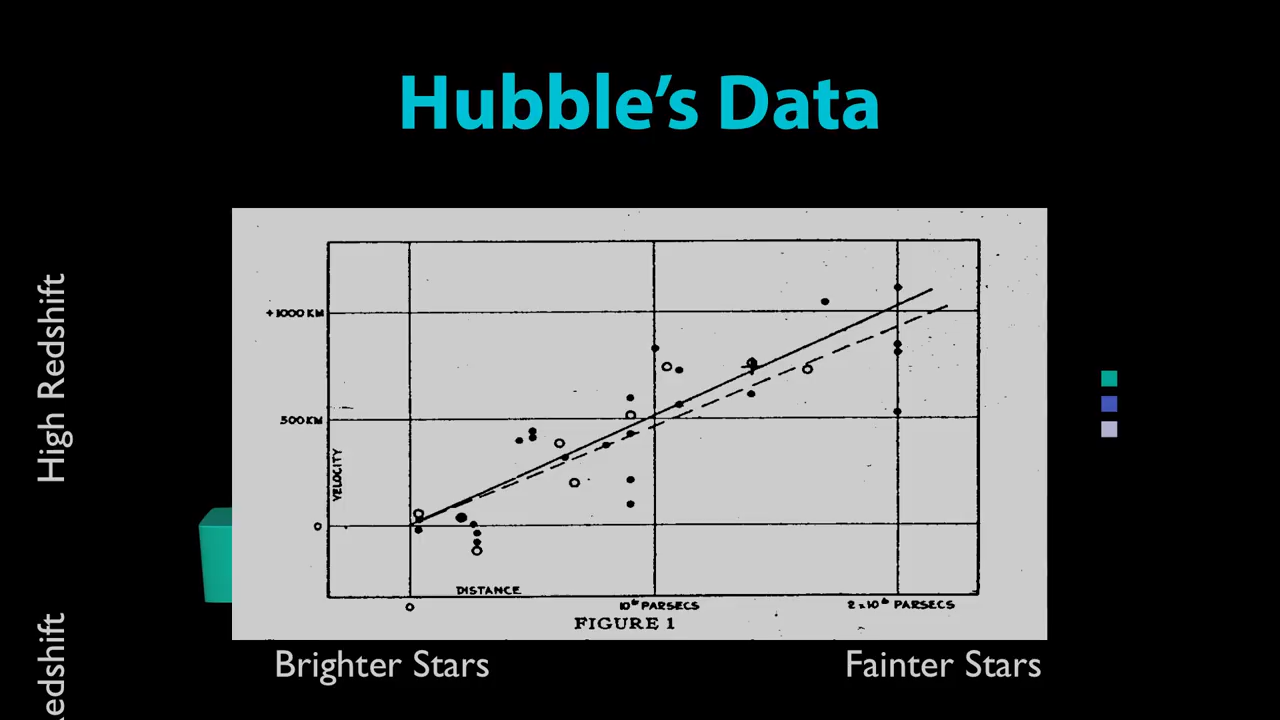 Hubble’s Data
High Redshift
+1000 KM
500 KM
VELOCITY
0
DISTANCE
0
10⁶ PARSECS
2 x 10⁶ PARSECS
FIGURE 1
Redshift
Brighter Stars
Fainter Stars